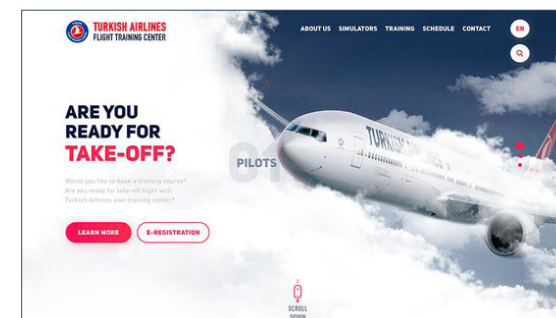 TURKISH AIRLINES
FLIGHT TRAINING CENTER
ABOUT US SIMULATORS TRAINING SCHEDULE CONTACT
EN
ARE YOU
READY FOR
TAKE-OFF?
01
PILOTS
TURKISH AIRLINES
Would you like to book a training course?
Are you ready for take-off flight with
Turkish Airlines own training center?
LEARN MORE
E-REGISTRATION
SCROLL
DOWN